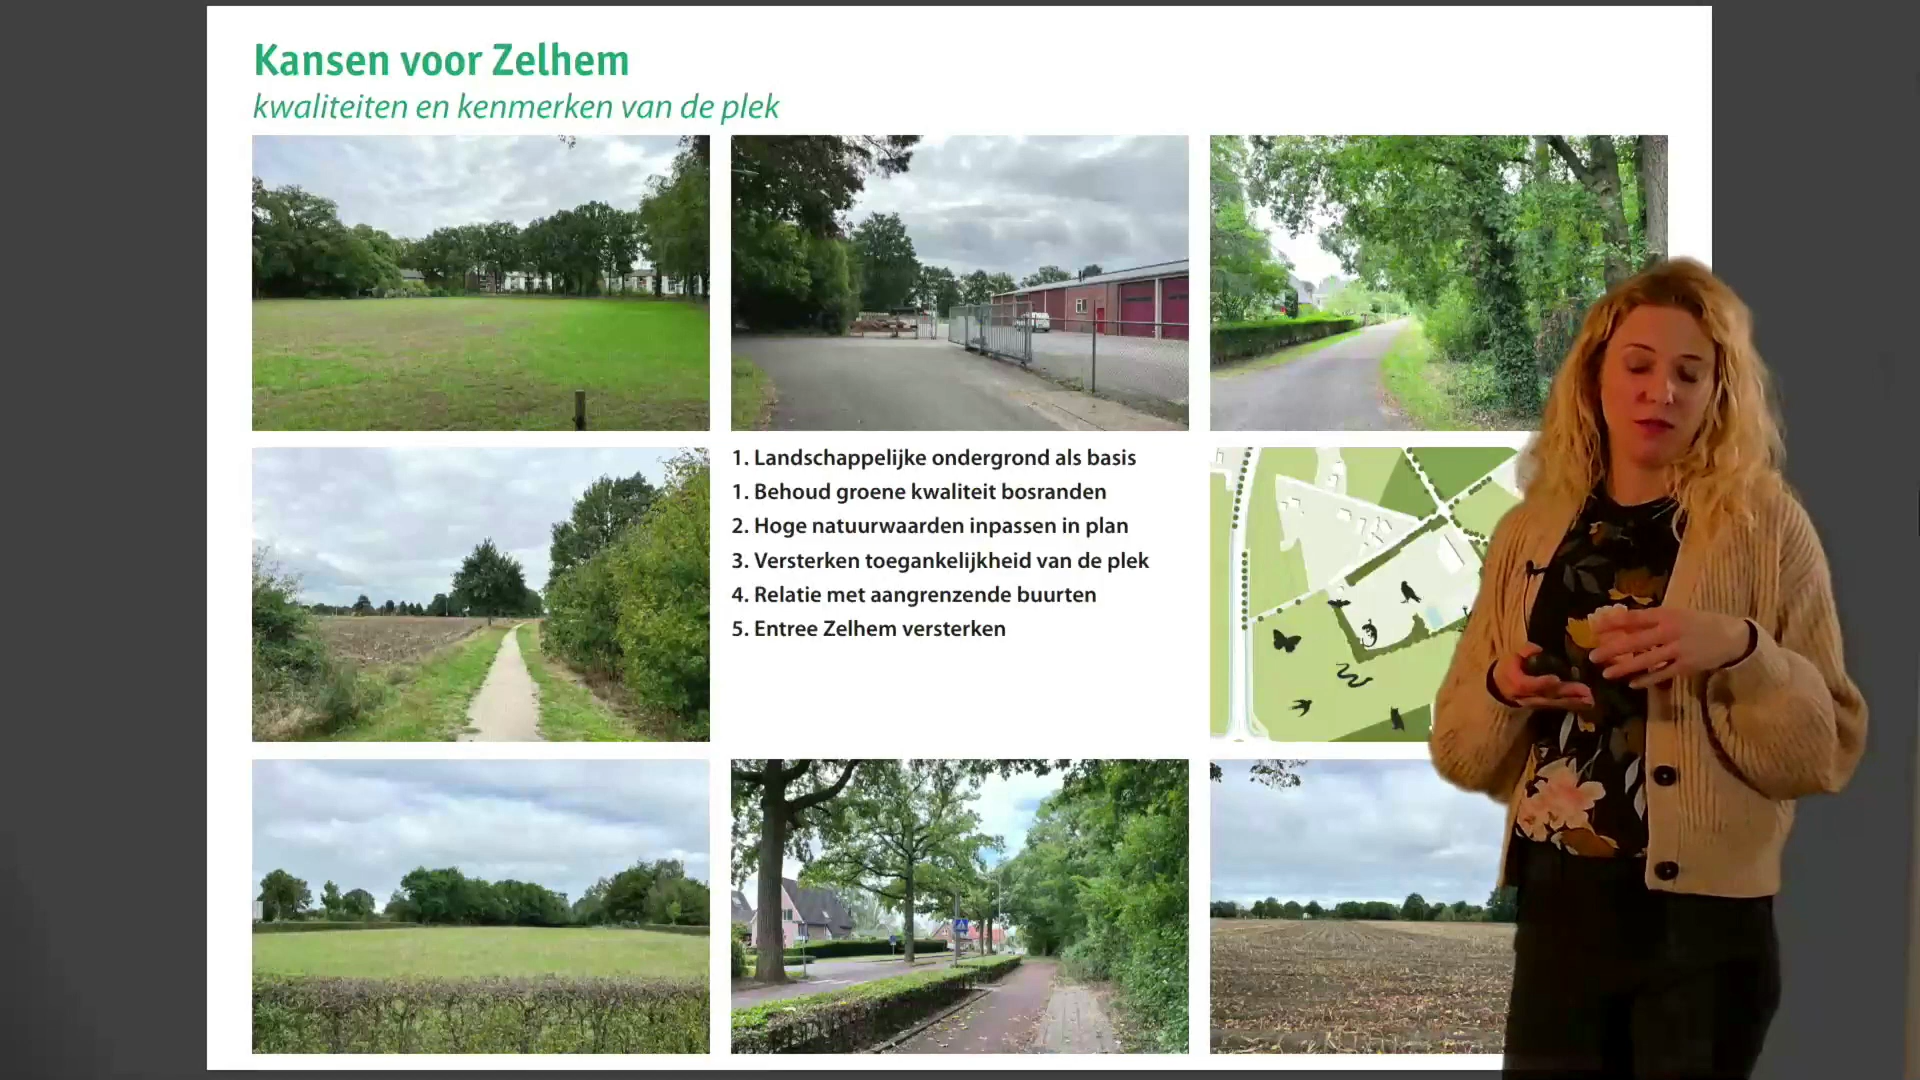 Kansen voor Zelhem
kwaliteiten en kenmerken van de plek
1. Landschappelijke ondergrond als basis
1. Behoud groene kwaliteit bosranden
2. Hoge natuurwaarden inpassen in plan
3. Versterken toegankelijkheid van de plek
4. Relatie met aangrenzende buurten
5. Entree Zelhem versterken